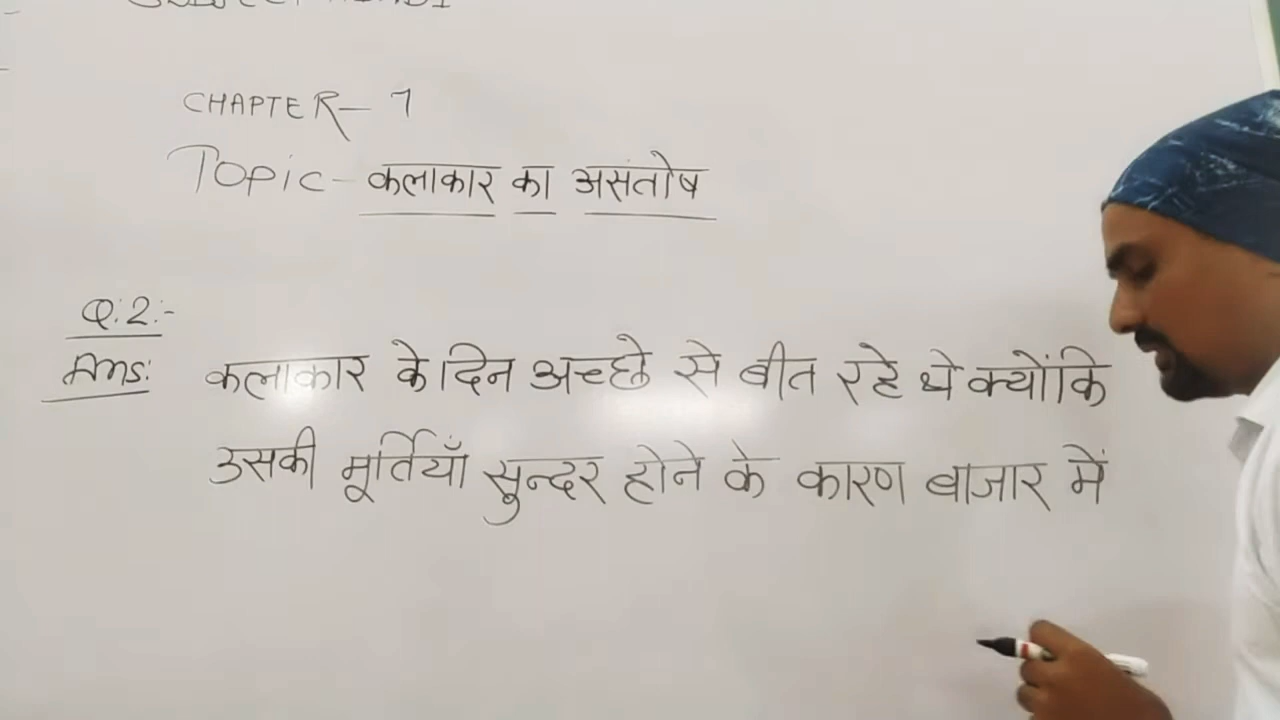 CHAPTER- 7
Topic- कलाकार का असंतोष
Q.2:-
Ans: कलाकार के दिन अच्छे से बीत रहे थे क्योंकि
उसकी मूर्तियाँ सुन्दर होने के कारण बाजार में